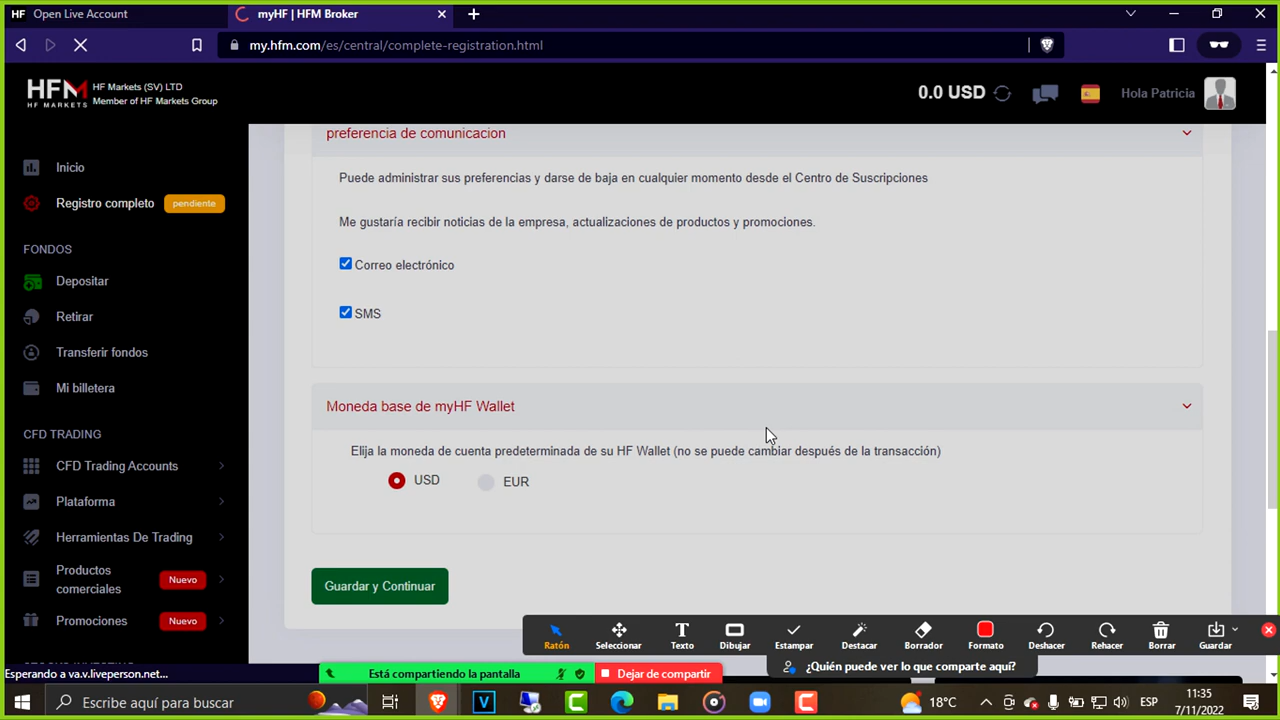 HF Open Live Account
myHF | HFM Broker
my.hfm.com/es/central/complete-registration.html
HFM
HF MARKETS
HF Markets (SV) LTD
Member of HF Markets Group
0.0 USD
Hola Patricia
Inicio
Registro completo pendiente
FONDOS
Depositar
Retirar
Transferir fondos
Mi billetera
CFD TRADING
CFD Trading Accounts
Plataforma
Herramientas De Trading
Productos
comerciales
Nuevo
Promociones Nuevo
preferencia de comunicacion
Puede administrar sus preferencias y darse de baja en cualquier momento desde el Centro de Suscripciones
Me gustaría recibir noticias de la empresa, actualizaciones de productos y promociones.
Correo electrónico
SMS
Moneda base de myHF Wallet
Elija la moneda de cuenta predeterminada de su HF Wallet (no se puede cambiar después de la transacción)
USD EUR
Guardar y Continuar
Ratón Seleccionar Texto Dibujar Estampar Destacar Borrador Formato Deshacer Rehacer Borrar Guardar
¿Quién puede ver lo que comparte aquí?
Esperando a va.v.liveperson.net...
Está compartiendo la pantalla
Dejar de compartir
Escribe aquí para buscar
18°C
ESP
11:35
7/11/2022